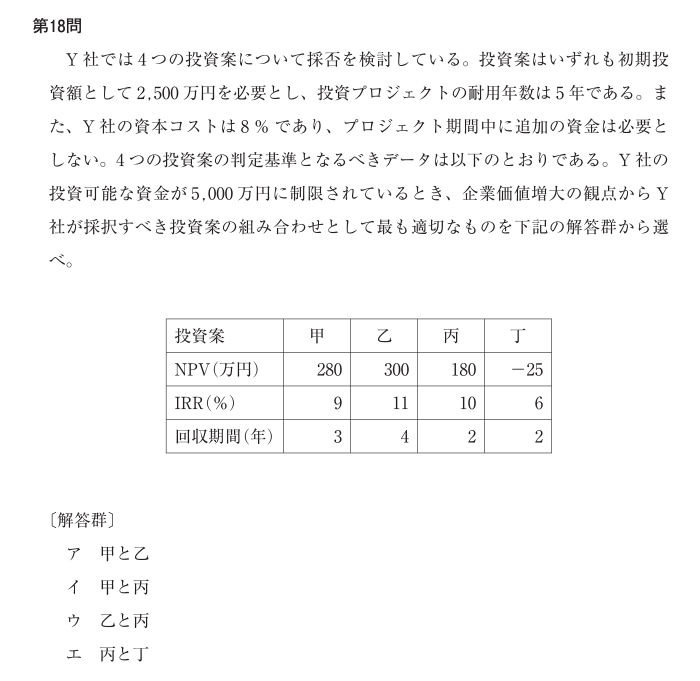 第18問
Y社では4つの投資案について採否を検討している。投資案はいずれも初期投
資額として2,500万円を必要とし、投資プロジェクトの耐用年数は5年である。ま
た、Y社の資本コストは8％であり、プロジェクト期間中に追加の資金は必要と
しない。4つの投資案の判定基準となるべきデータは以下のとおりである。Y社の
投資可能な資金が5,000万円に制限されているとき、企業価値増大の観点からY
社が採択すべき投資案の組み合わせとして最も適切なものを下記の解答群から選
べ。
投資案 甲 乙 丙 丁
NPV(万円) 280 300 180 －25
IRR(％) 9 11 10 6
回収期間(年) 3 4 2 2
〔解答群〕
ア 甲と乙
イ 甲と丙
ウ 乙と丙
エ 丙と丁